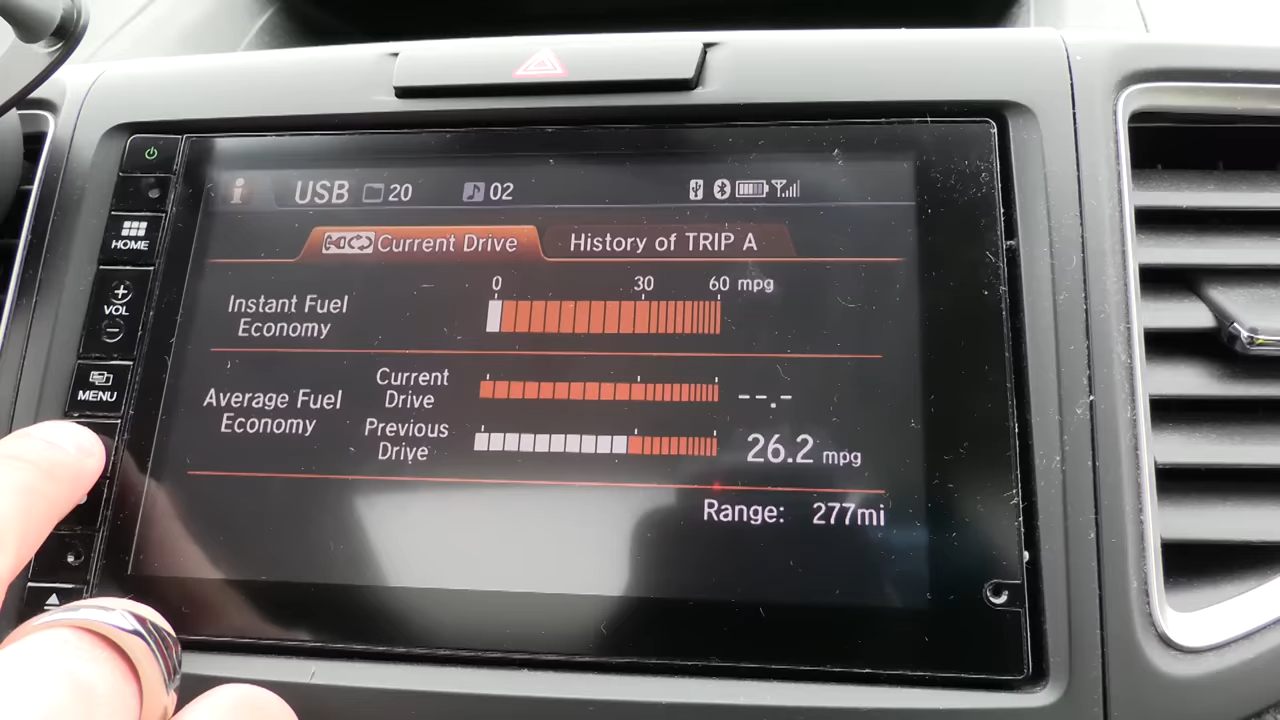 USB 20 02
HOME
Current Drive History of TRIP A
0 30 60 mpg
+
VOL
-
Instant Fuel
Economy
MENU
Average Fuel
Economy
Current
Drive
--.-
Previous
Drive
26.2 mpg
Range: 277mi